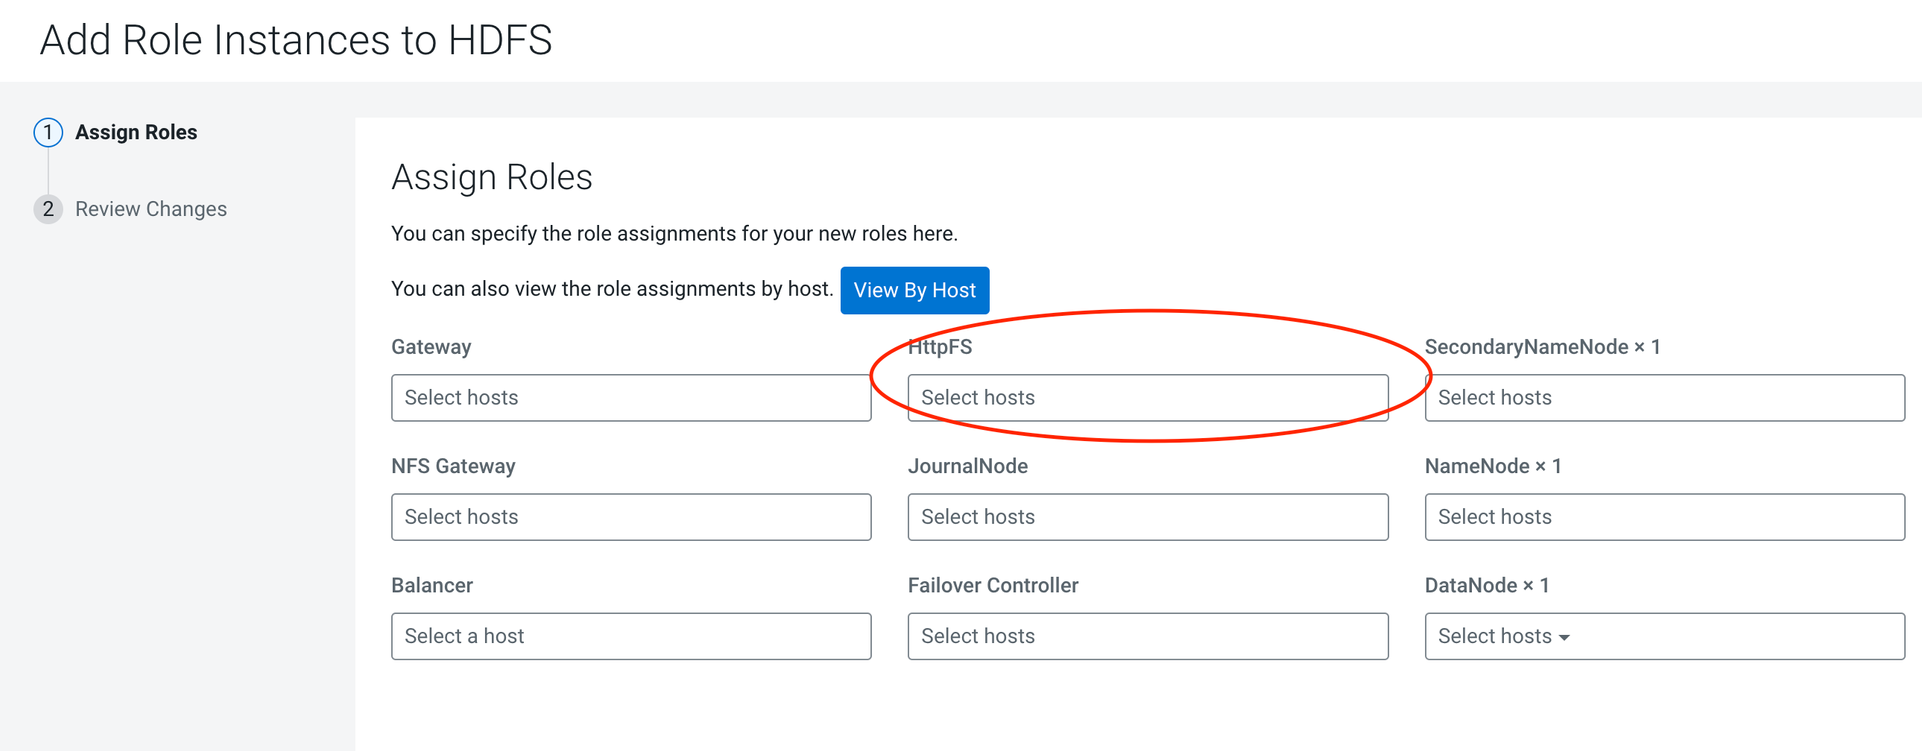 Add Role Instances to HDFS
1 Assign Roles
2 Review Changes
Assign Roles
You can specify the role assignments for your new roles here.
You can also view the role assignments by host. View By Host
Gateway HttpFS SecondaryNameNode × 1
Select hosts Select hosts Select hosts
NFS Gateway JournalNode NameNode × 1
Select hosts Select hosts Select hosts
Balancer Failover Controller DataNode × 1
Select a host Select hosts Select hosts